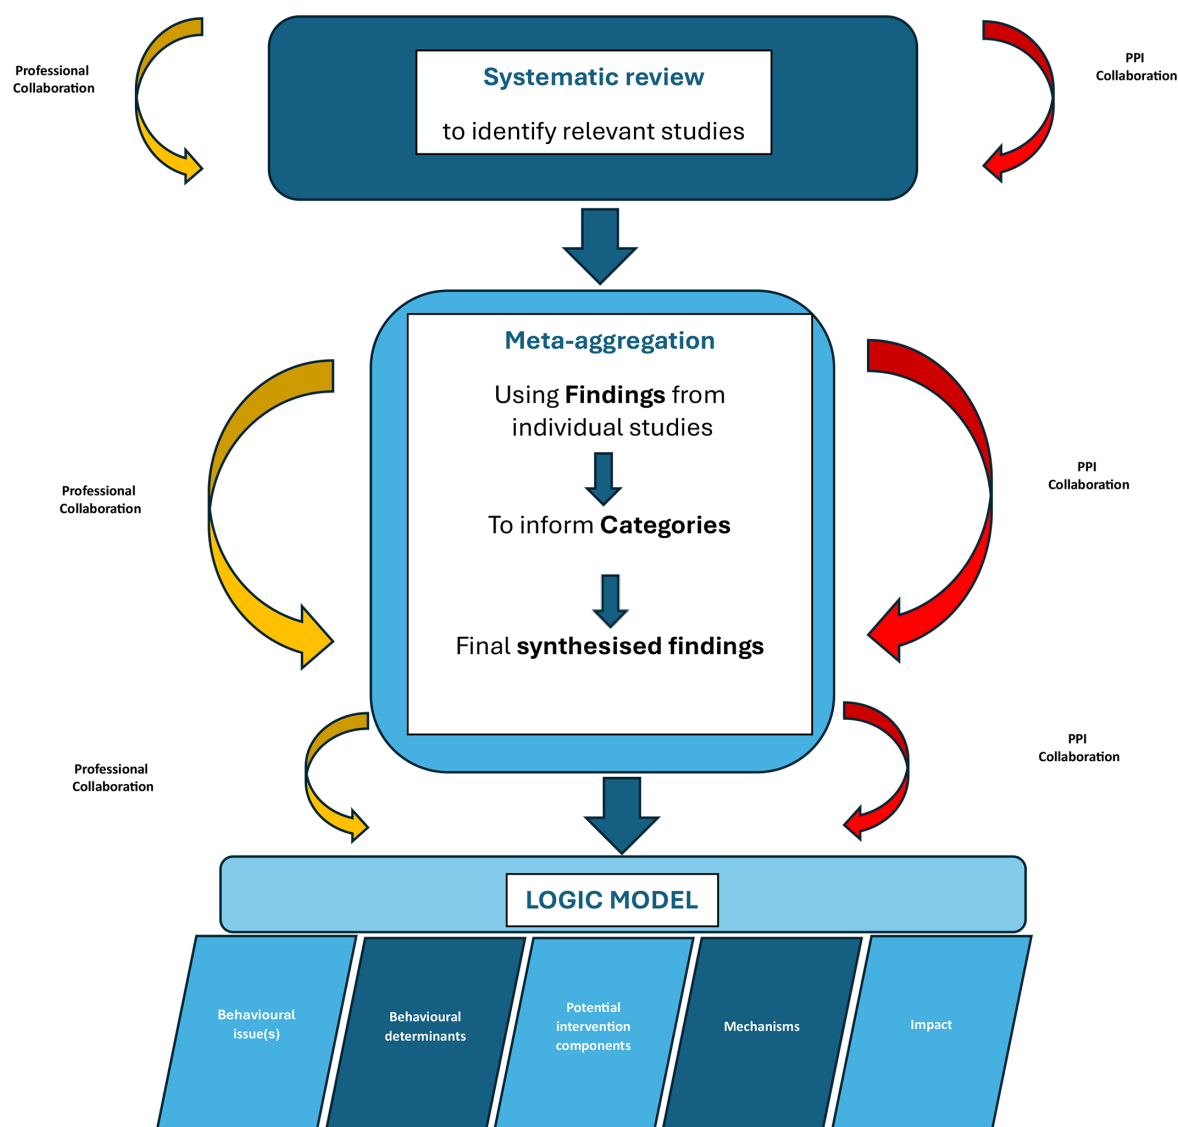 Professional
Collaboration
Systematic review
to identify relevant studies
PPI
Collaboration
Meta-aggregation
Using Findings from
individual studies
To inform Categories
Final synthesised findings
Professional
Collaboration
PPI
Collaboration
Professional
Collaboration
PPI
Collaboration
LOGIC MODEL
Behavioural
issue(s)
Behavioural
determinants
Potential
intervention
components
Mechanisms
Impact